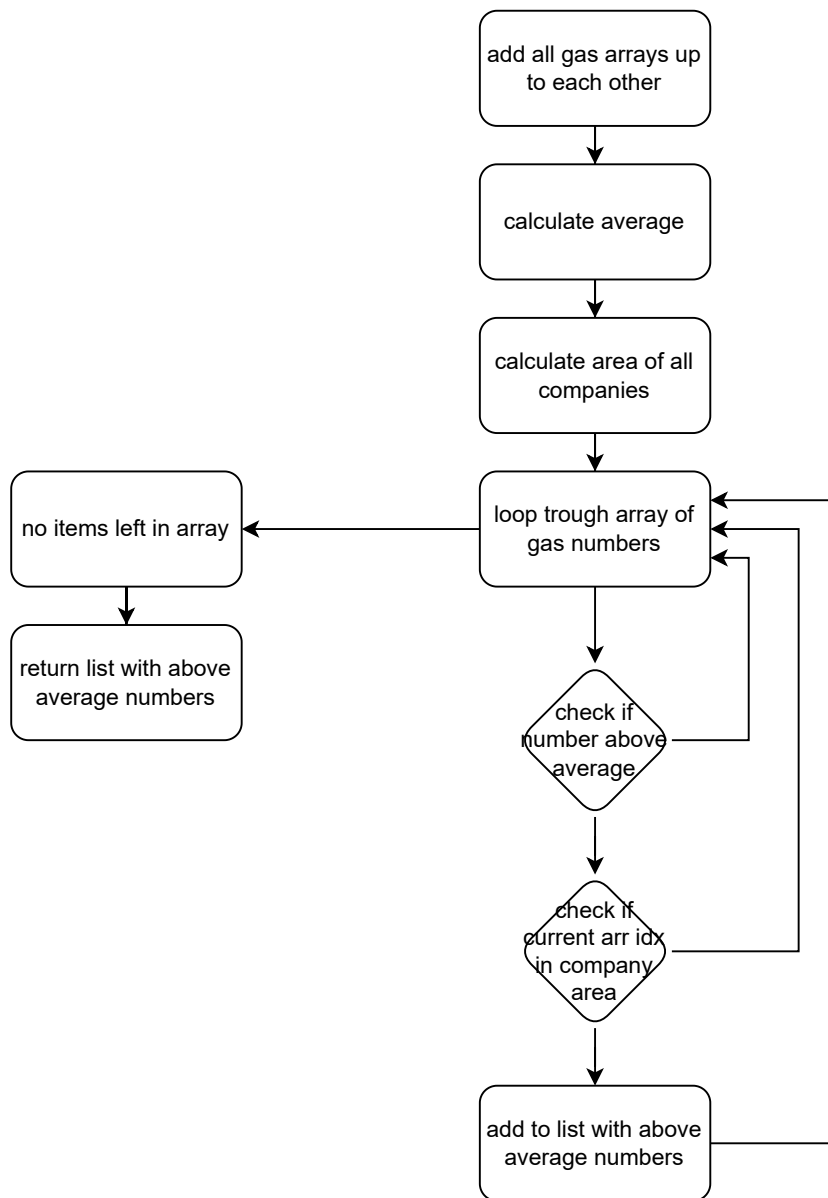 add all gas arrays up
to each other
calculate average
calculate area of all
companies
no items left in array
loop trough array of
gas numbers
return list with above
average numbers
check if
number above
average
check if
current arr idx
in company
area
add to list with above
average numbers